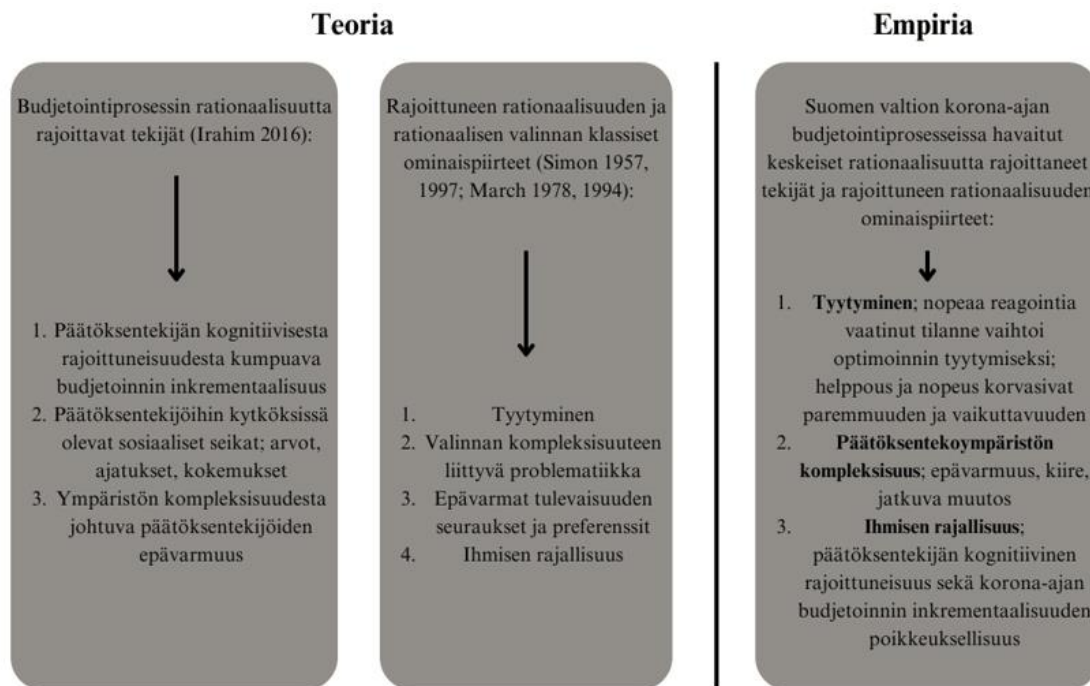 Teoria
Budjetointiprosessin rationaalisuutta
rajoittavat tekijät (Irahim 2016):
1. Päätöksentekijän kognitiivisesta
rajoittuneisuudesta kumpuava
budjetoinnin inkrementaalisuus
2. Päätöksentekijöihin kytköksissä
olevat sosiaaliset seikat; arvot,
ajatukset, kokemukset
3. Ympäristön kompleksisuudesta
johtuva päätöksentekijöiden
epävarmuus
Rajoittuneen rationaalisuuden ja
rationaalisen valinnan klassiset
ominaispiirteet (Simon 1957,
1997; March 1978, 1994):
1. Tyytyminen
2. Valinnan kompleksisuuteen
liittyvä problematiikka
3. Epävarmat tulevaisuuden
seuraukset ja preferenssit
4. Ihmisen rajallisuus
Empiria
Suomen valtion korona-ajan
budjetointiprosesseissa havaitut
keskeiset rationaalisuutta rajoittaneet
tekijät ja rajoittuneen rationaalisuuden
ominaispiirteet:
1. Tyytyminen; nopeaa reagointia
vaatinut tilanne vaihtoi
optimoinnin tyytymiseksi;
helppous ja nopeus korvasivat
paremmuuden ja vaikuttavuuden
2. Päätöksentekoympäristön
kompleksisuus; epävarmuus, kiire,
jatkuva muutos
3. Ihmisen rajallisuus;
päätöksentekijän kognitiivinen
rajoittuneisuus sekä korona-ajan
budjetoinnin inkrementaalisuuden
poikkeuksellisuus